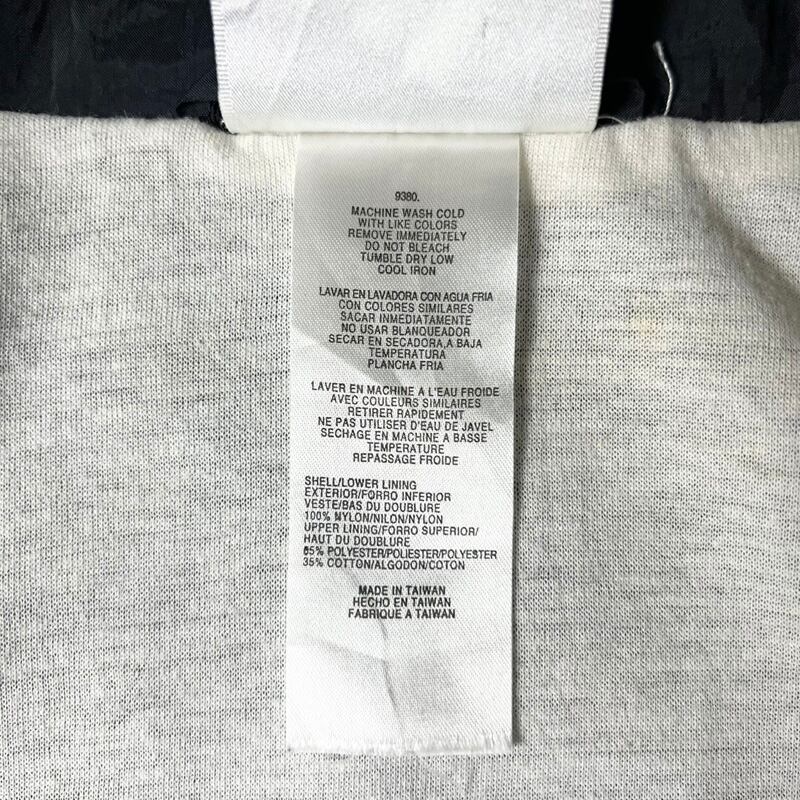 9380.
MACHINE WASH COLD
WITH LIKE COLORS
REMOVE IMMEDIATELY
DO NOT BLEACH
TUMBLE DRY LOW
COOL IRON
LAVAR EN LAVADORA CON AGUA FRIA
CON COLORES SIMILARES
SACAR INMEDIATAMENTE
NO USAR BLANQUEADOR
SECAR EN SECADORA,A BAJA
TEMPERATURA
PLANCHA FRIA
LAVER EN MACHINE A L'EAU FROIDE
AVEC COULEURS SIMILAIRES
RETIRER RAPIDEMENT
NE PAS UTILISER D'EAU DE JAVEL
SECHAGE EN MACHINE A BASSE
TEMPERATURE
REPASSAGE FROIDE
SHELL/LOWER LINING
EXTERIOR/FORRO INFERIOR
VESTE/BAS DU DOUBLURE
100% NYLON/NILON/NYLON
UPPER LINING/FORRO SUPERIOR/
HAUT DU DOUBLURE
65% POLYESTER/POLIESTER/POLYESTER
35% COTTON/ALGODON/COTON
MADE IN TAIWAN
HECHO EN TAIWAN
FABRIQUE A TAIWAN